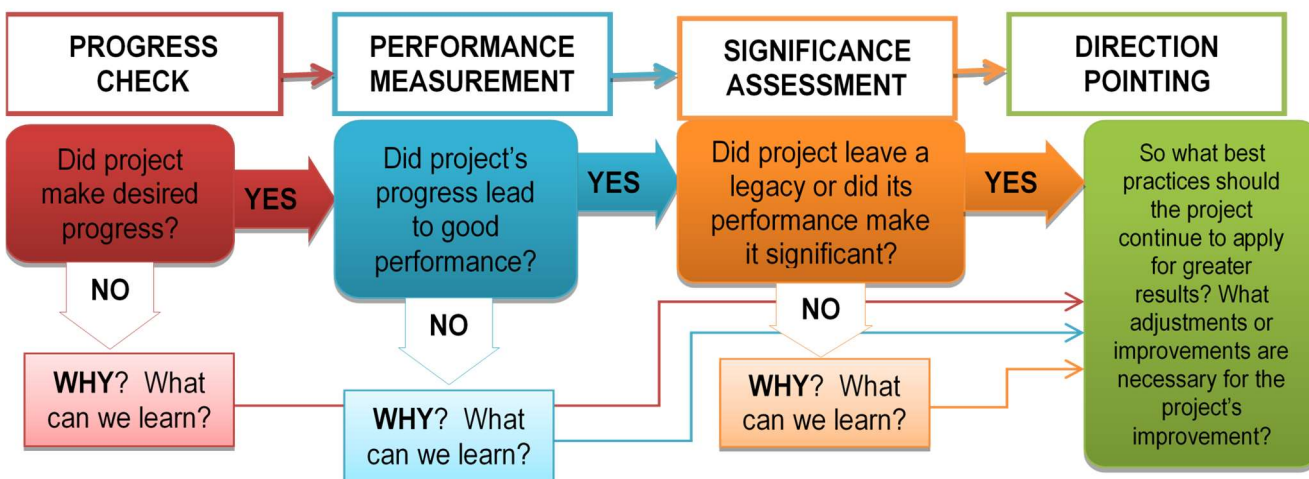 PROGRESS
CHECK
PERFORMANCE
MEASUREMENT
SIGNIFICANCE
ASSESSMENT
DIRECTION
POINTING
Did project
make desired
progress?
YES
Did project’s
progress lead
to good
performance?
YES
Did project leave a
legacy or did its
performance make
it significant?
YES
So what best
practices should
the project
continue to apply
for greater
results? What
adjustments or
improvements are
necessary for the
project’s
improvement?
NO
NO
NO
WHY? What
can we learn?
WHY? What
can we learn?
WHY? What
can we learn?